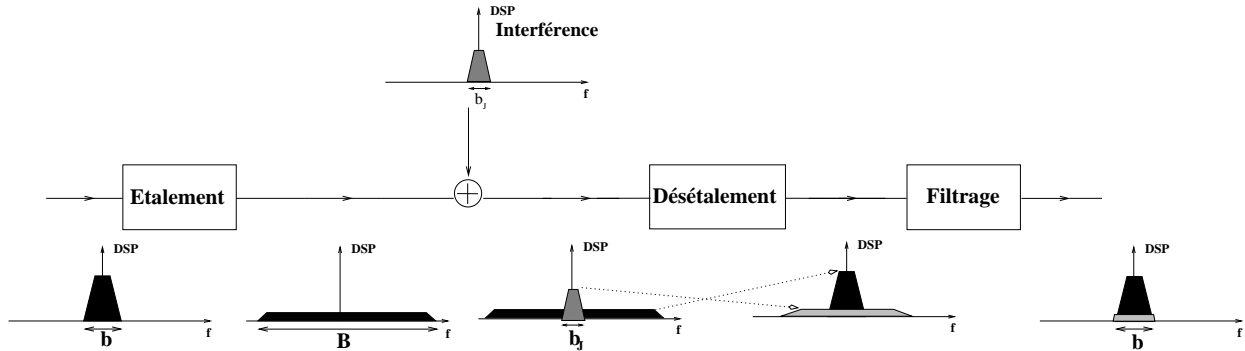 DSP
Interférence
f
b_J
Etalement
Désétalement
Filtrage
DSP
f
b
DSP
f
B
DSP
f
b_J
DSP
f
DSP
f
b